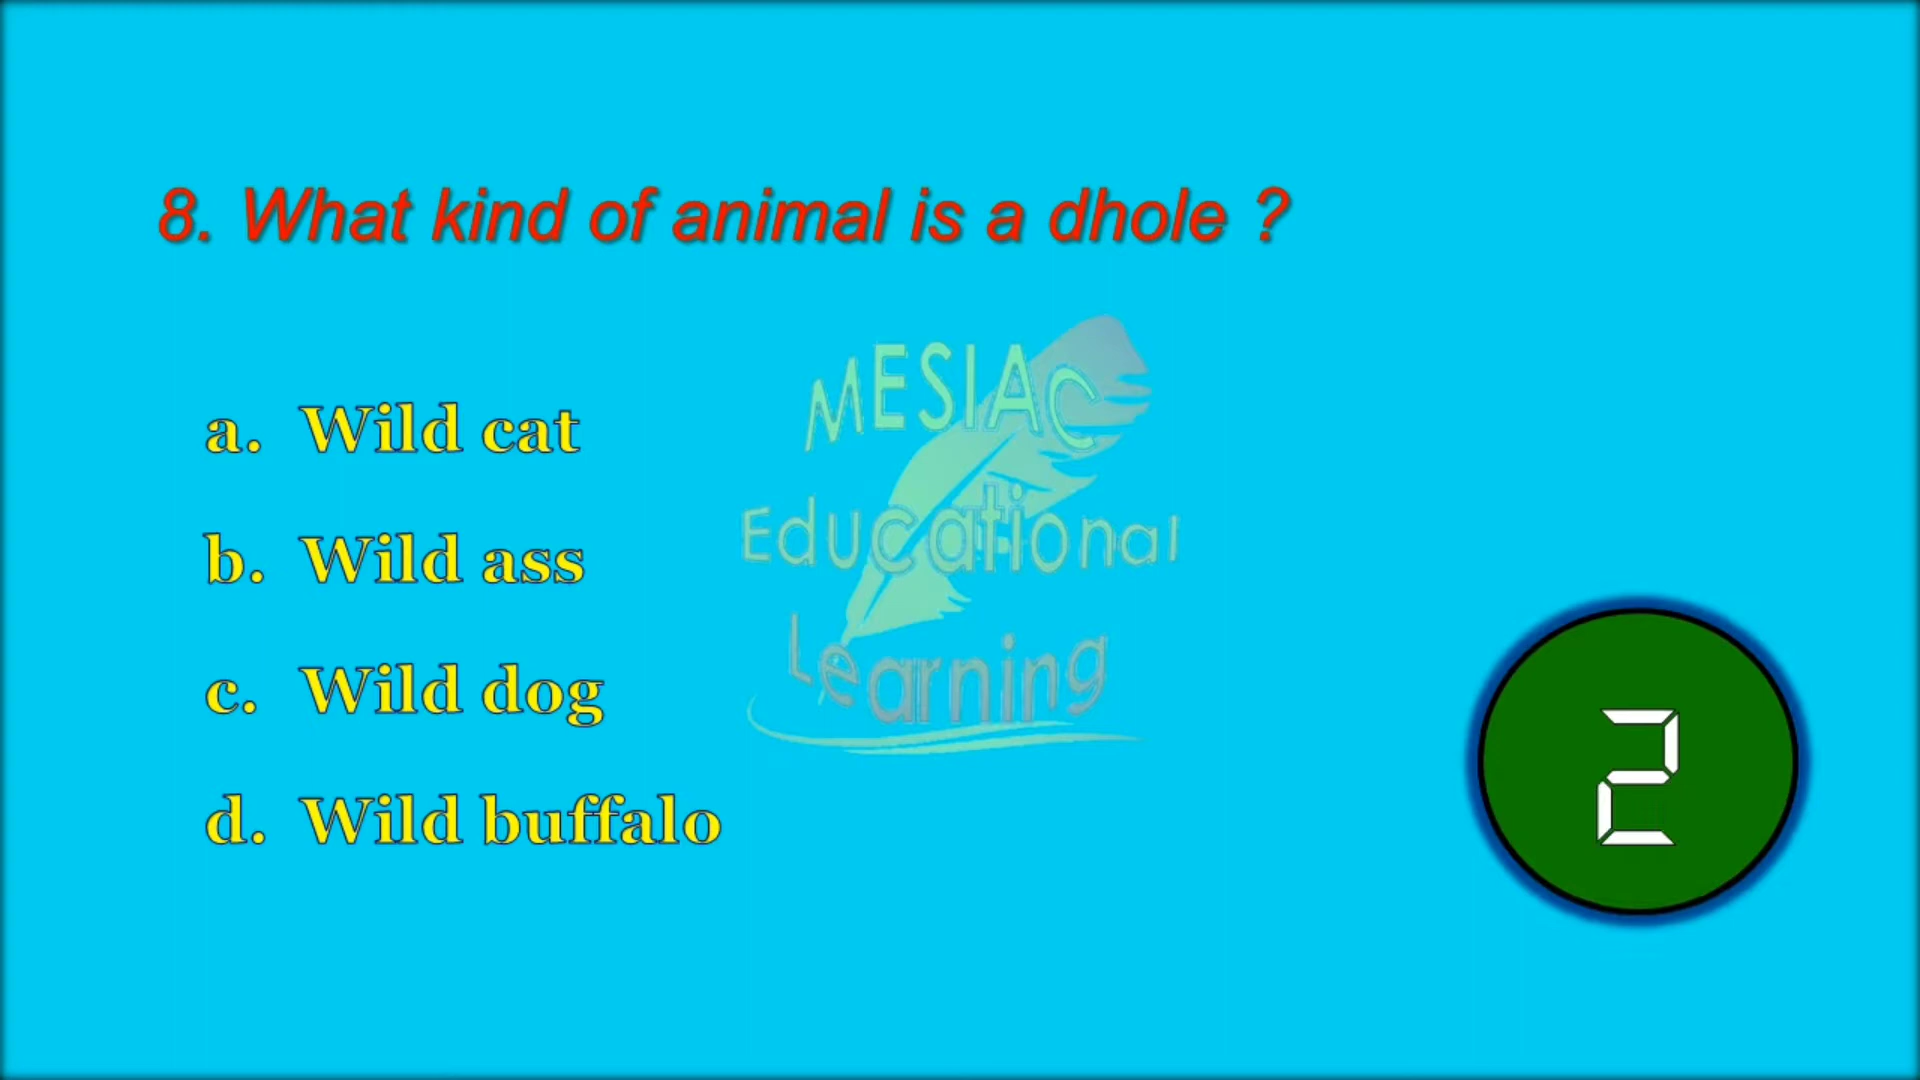 8. What kind of animal is a dhole ?
MESIAC
Educational
Learning
a. Wild cat
b. Wild ass
c. Wild dog
d. Wild buffalo
2